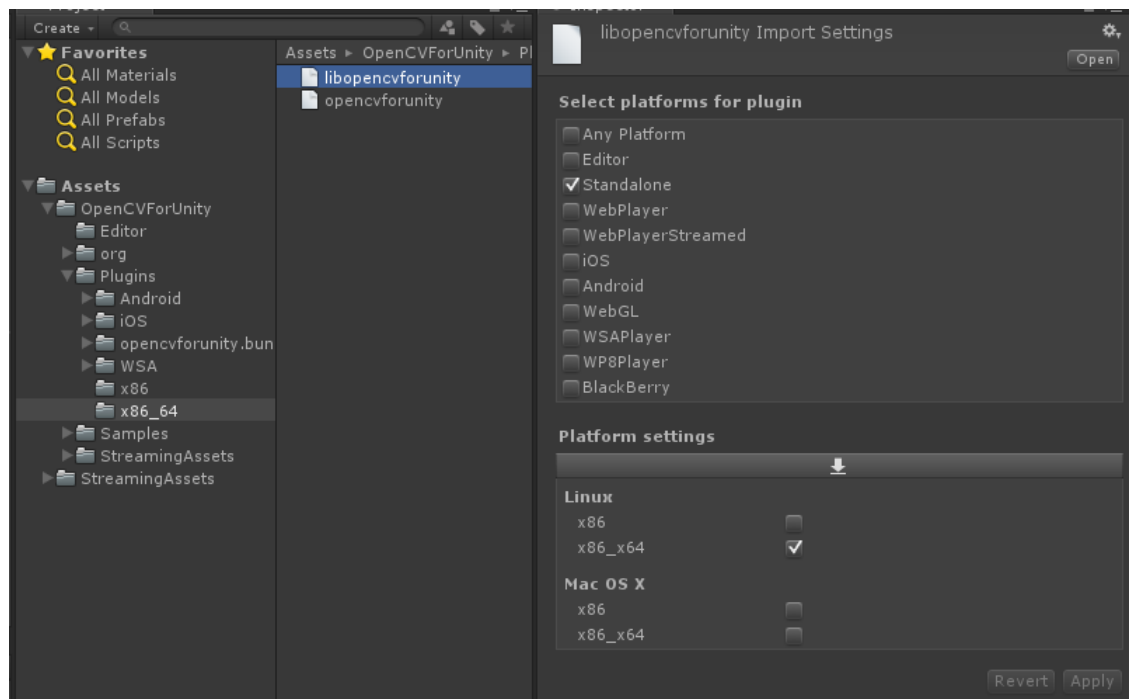 Project
Create
Favorites
All Materials
All Models
All Prefabs
All Scripts
Assets
OpenCVForUnity
Editor
org
Plugins
Android
iOS
opencvforunity.bun
WSA
x86
x86_64
Samples
StreamingAssets
StreamingAssets
Assets ▸ OpenCVForUnity ▸ Pl
libopencvforunity
opencvforunity
Inspector
libopencvforunity Import Settings
Open
Select platforms for plugin
Any Platform
Editor
Standalone
WebPlayer
WebPlayerStreamed
iOS
Android
WebGL
WSAPlayer
WP8Player
BlackBerry
Platform settings
Linux
x86
x86_x64
Mac OS X
x86
x86_x64
Revert Apply